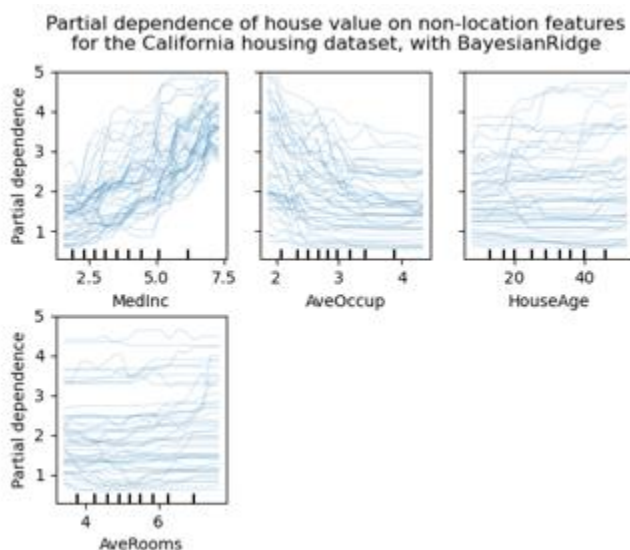 Partial dependence of house value on non-location features
for the California housing dataset, with BayesianRidge
Partial dependence
5
4
3
2
1
2.5 5.0 7.5
MedInc
2 3 4
AveOccup
20 40
HouseAge
Partial dependence
5
4
3
2
1
4 6
AveRooms